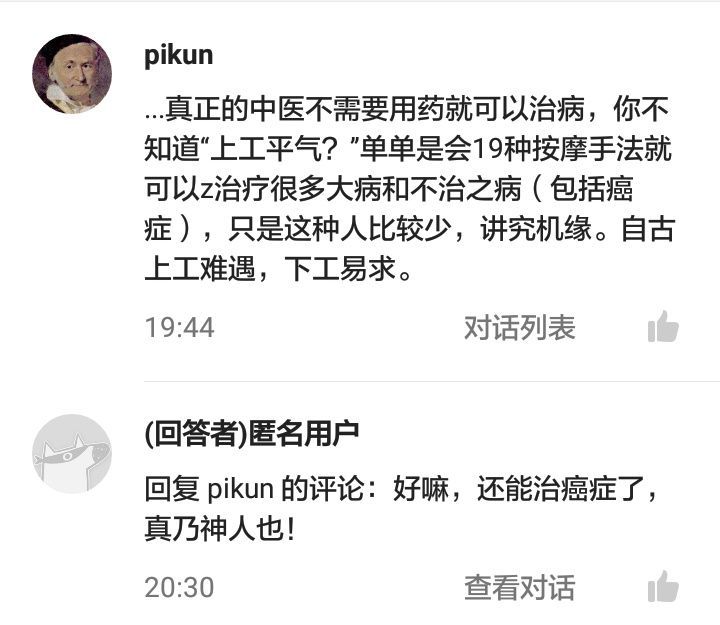 pikun
...真正的中医不需要用药就可以治病，你不
知道“上工平气？”单单是会19种按摩手法就
可以z治疗很多大病和不治之病（包括癌
症），只是这种人比较少，讲究机缘。自古
上工难遇，下工易求。
19:44 对话列表
(回答者)匿名用户
回复 pikun 的评论：好嘛，还能治癌症了，
真乃神人也！
20:30 查看对话